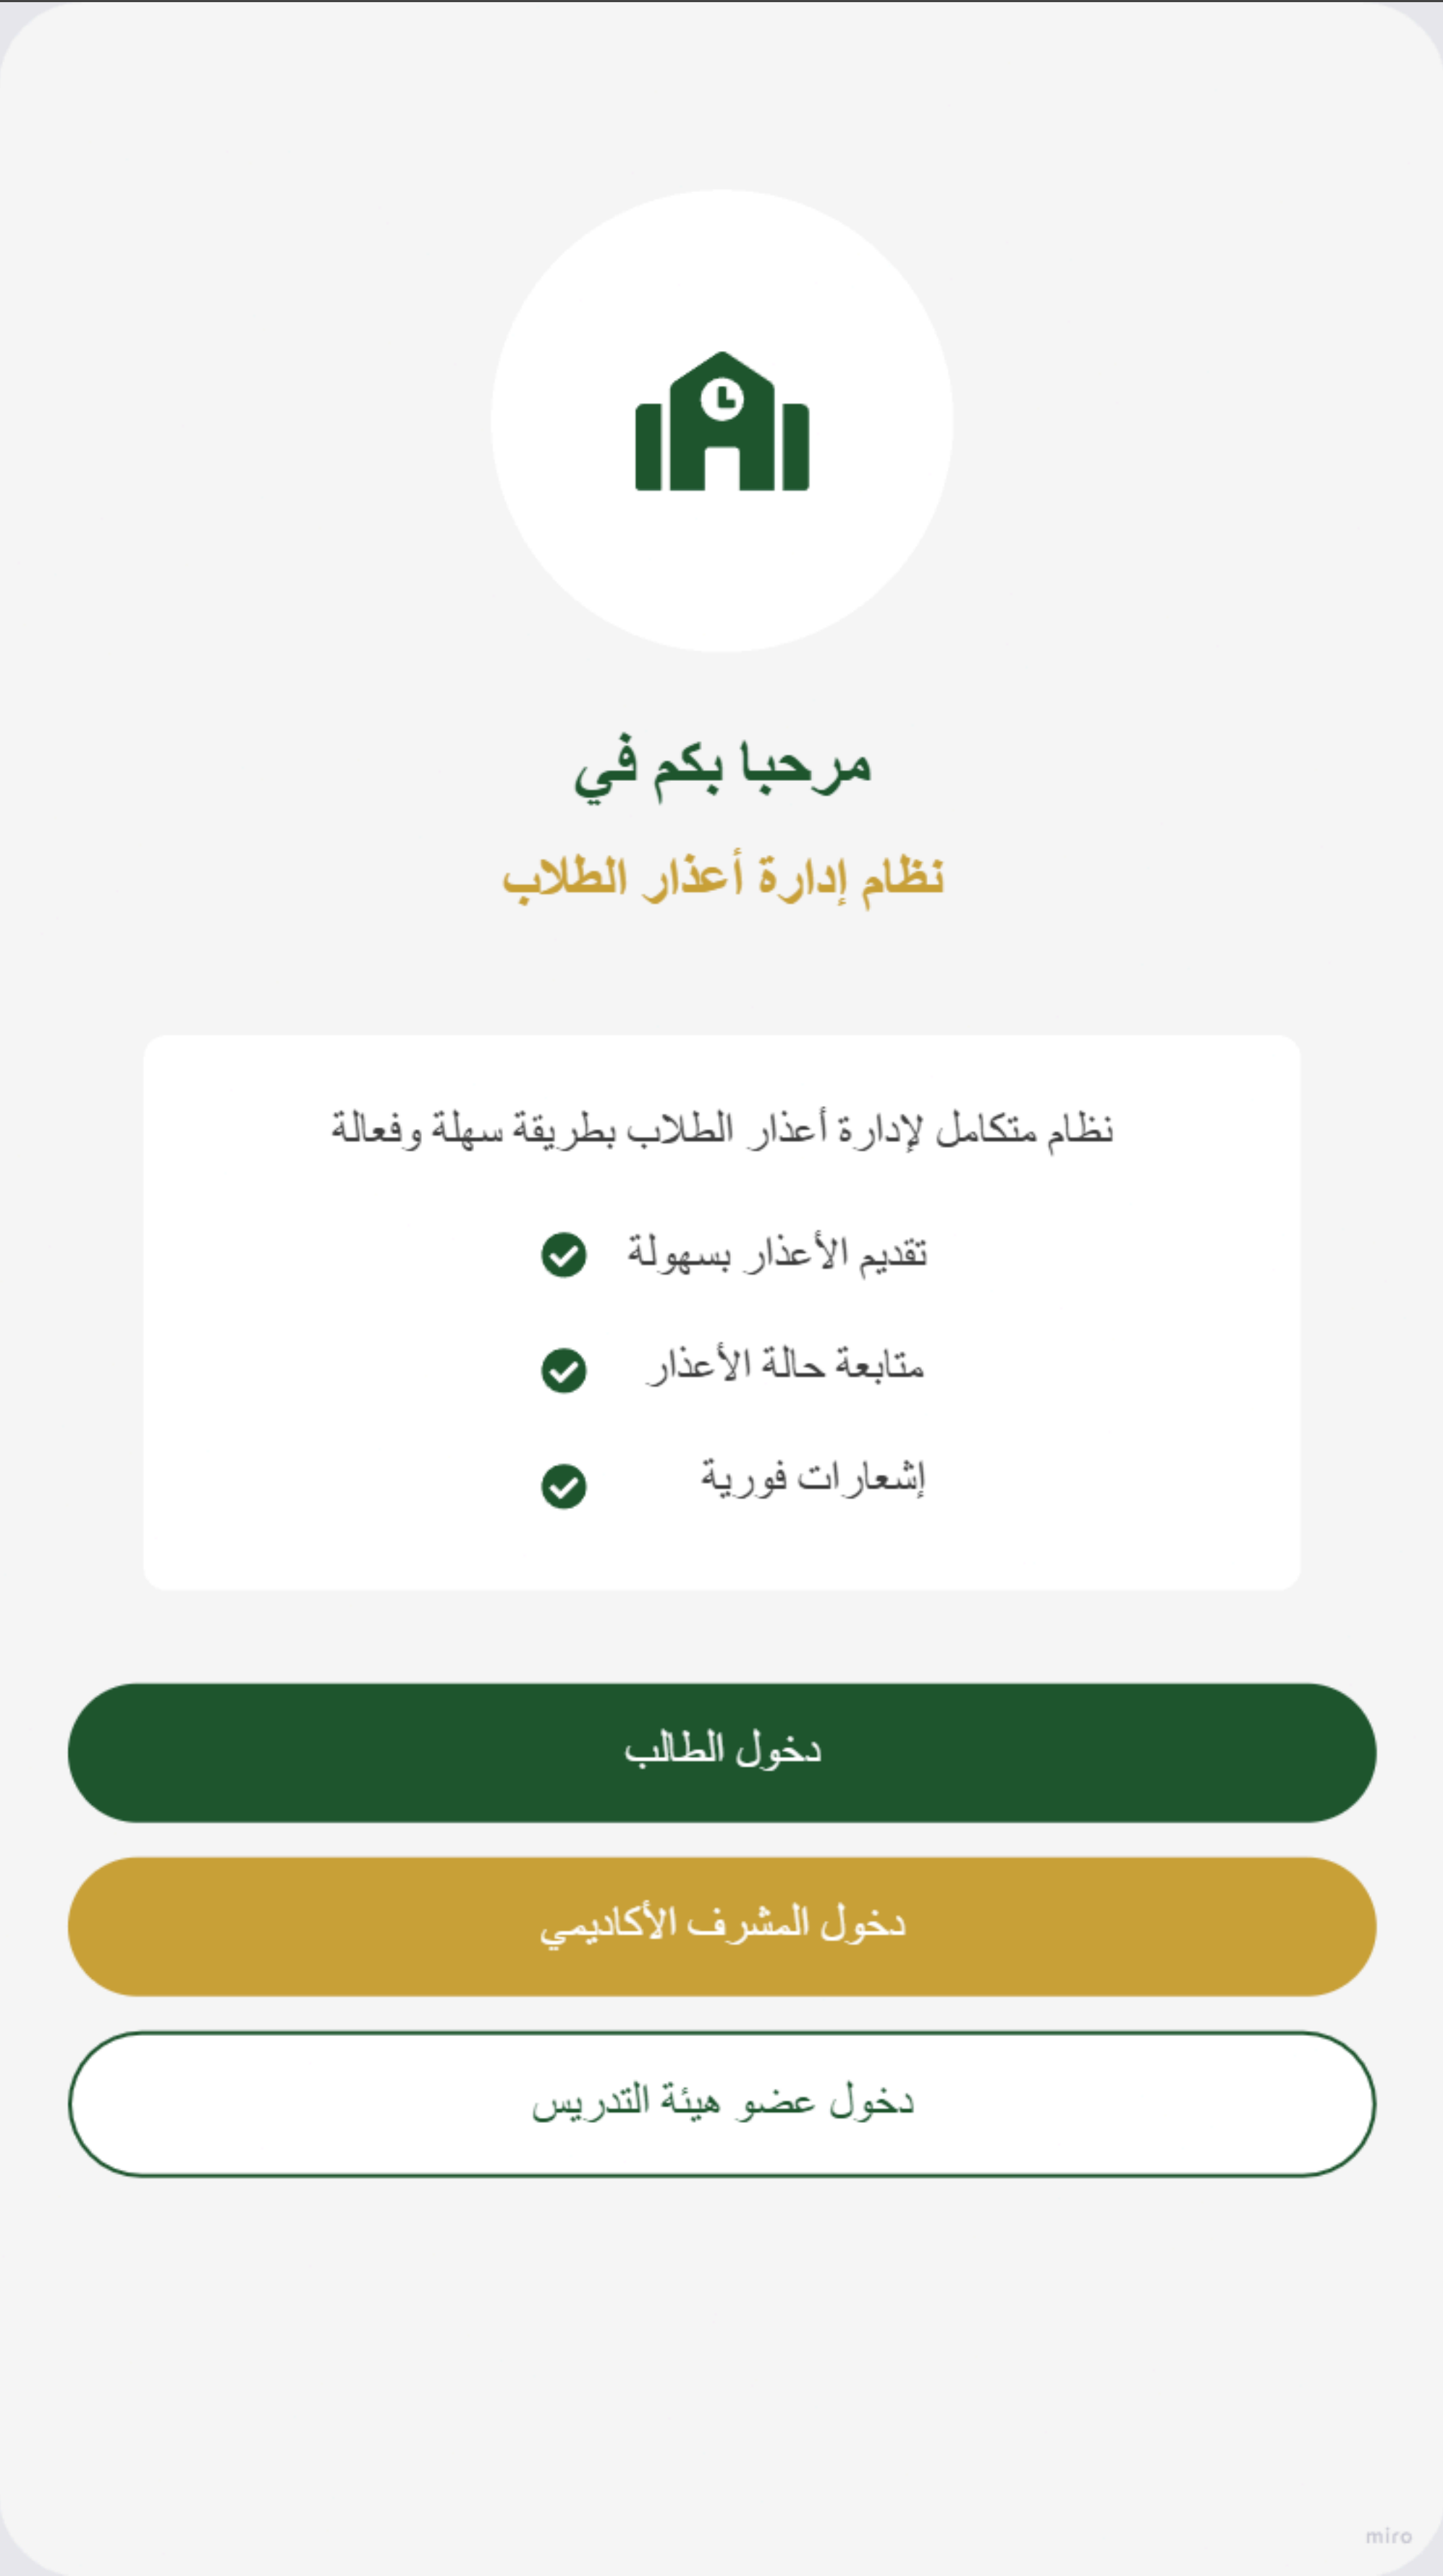 مرحبا بكم في
نظام إدارة أعذار الطلاب
نظام متكامل لإدارة أعذار الطلاب بطريقة سهلة وفعالة
تقديم الأعذار بسهولة
متابعة حالة الأعذار
إشعارات فورية
دخول الطالب
دخول المشرف الأكاديمي
دخول عضو هيئة التدريس
miro